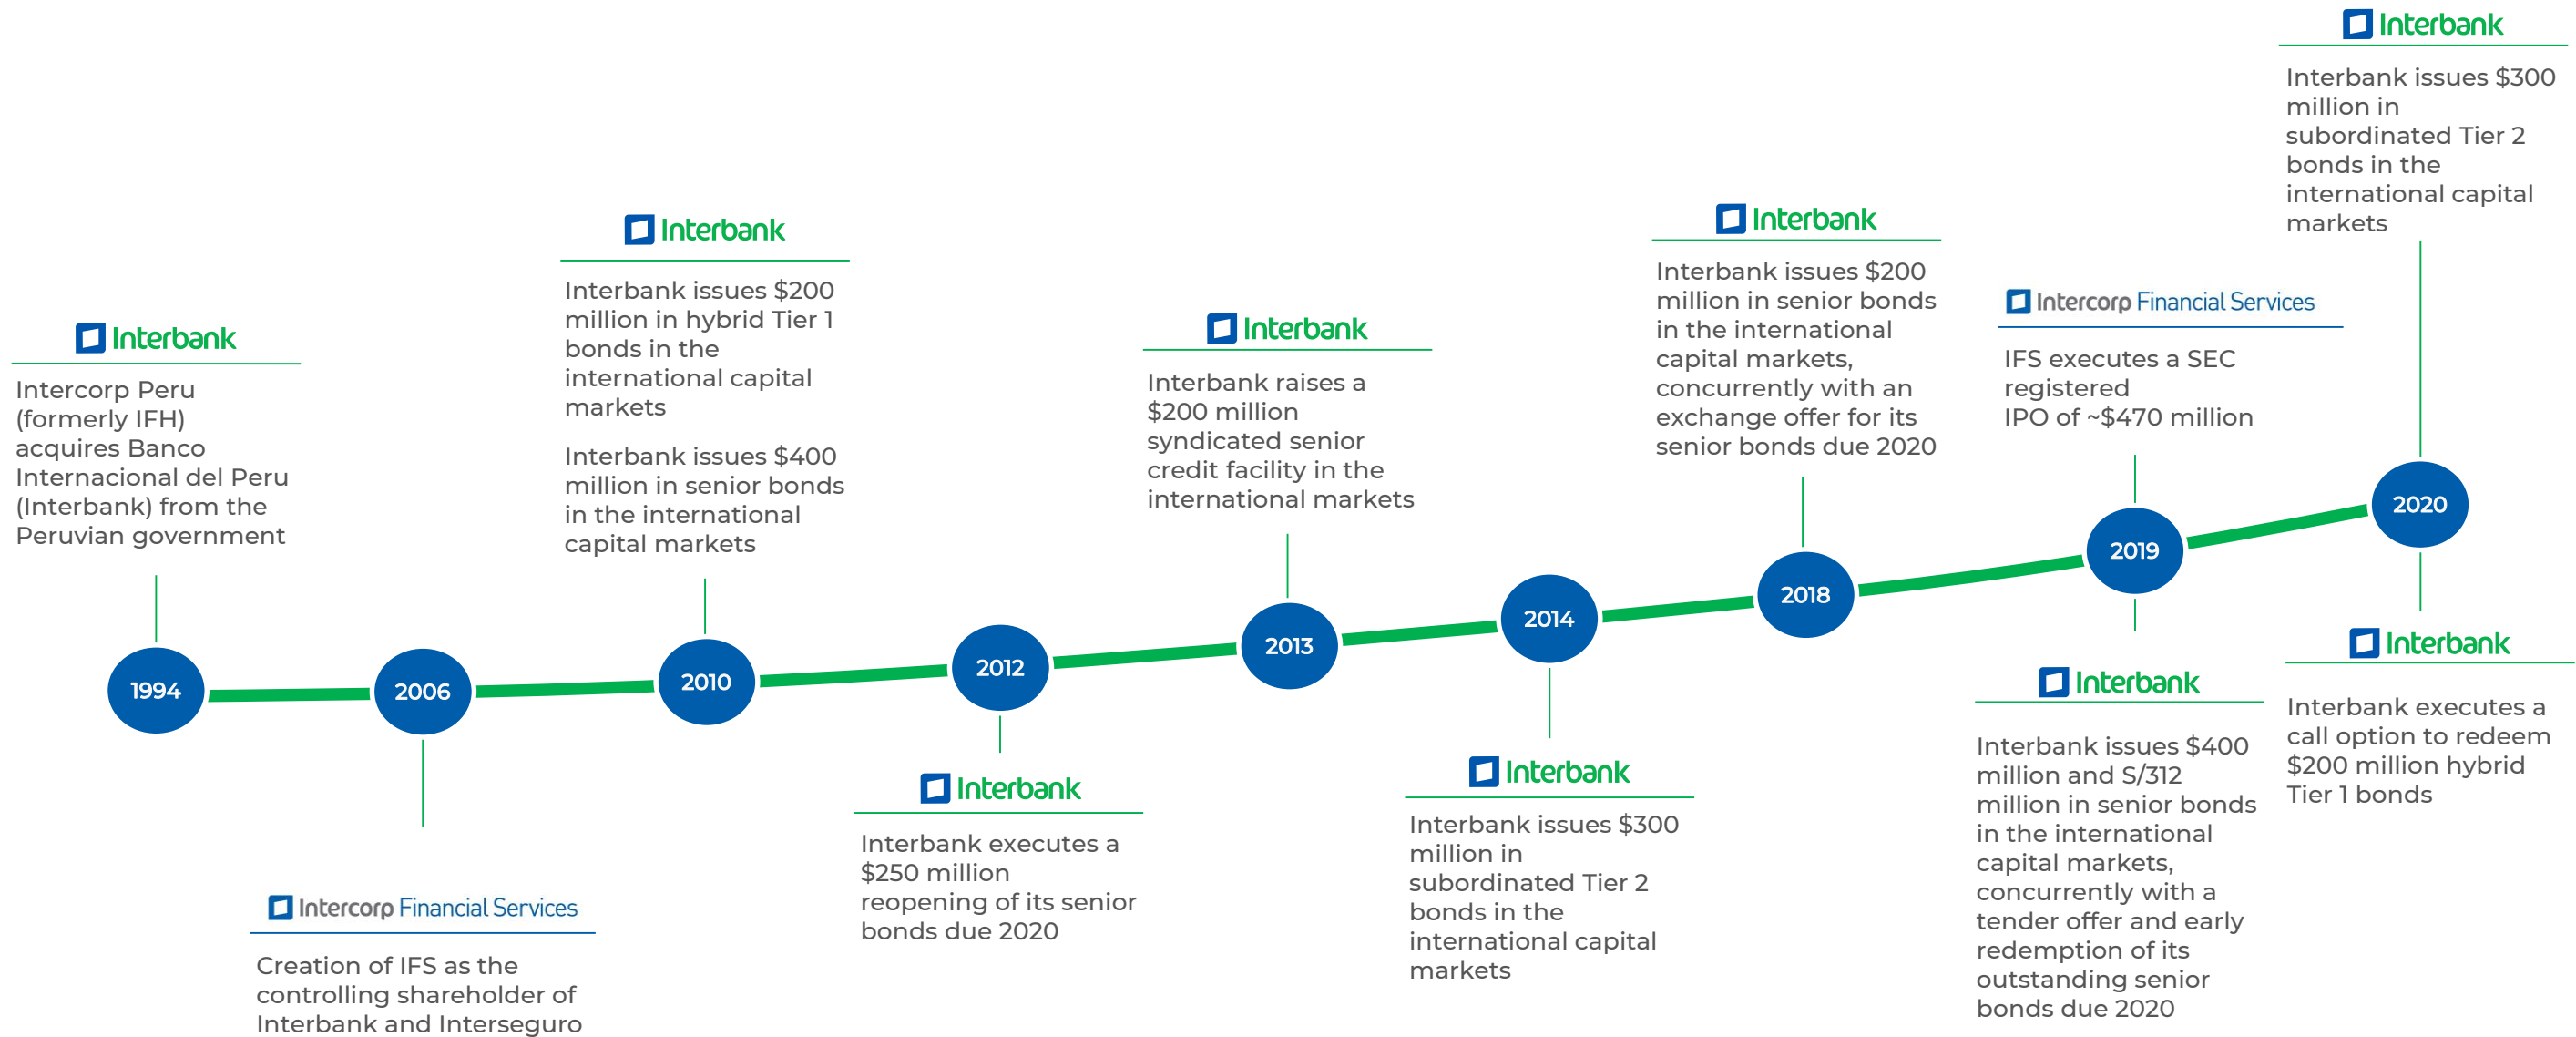 Interbank
Intercorp Peru
(formerly IFH)
acquires Banco
Internacional del Peru
(Interbank) from the
Peruvian government
1994
2006
Intercorp Financial Services
Creation of IFS as the
controlling shareholder of
Interbank and Interseguro
Interbank
Interbank issues $200
million in hybrid Tier 1
bonds in the
international capital
markets
Interbank issues $400
million in senior bonds
in the international
capital markets
2010
2012
Interbank
Interbank executes a
$250 million
reopening of its senior
bonds due 2020
Interbank
Interbank raises a
$200 million
syndicated senior
credit facility in the
international markets
2013
2014
Interbank
Interbank issues $300
million in
subordinated Tier 2
bonds in the
international capital
markets
Interbank
Interbank issues $200
million in senior bonds
in the international
capital markets,
concurrently with an
exchange offer for its
senior bonds due 2020
2018
Intercorp Financial Services
IFS executes a SEC
registered
IPO of ~$470 million
2019
Interbank
Interbank issues $400
million and S/312
million in senior bonds
in the international
capital markets,
concurrently with a
tender offer and early
redemption of its
outstanding senior
bonds due 2020
Interbank
Interbank issues $300
million in
subordinated Tier 2
bonds in the
international capital
markets
2020
Interbank
Interbank executes a
call option to redeem
$200 million hybrid
Tier 1 bonds